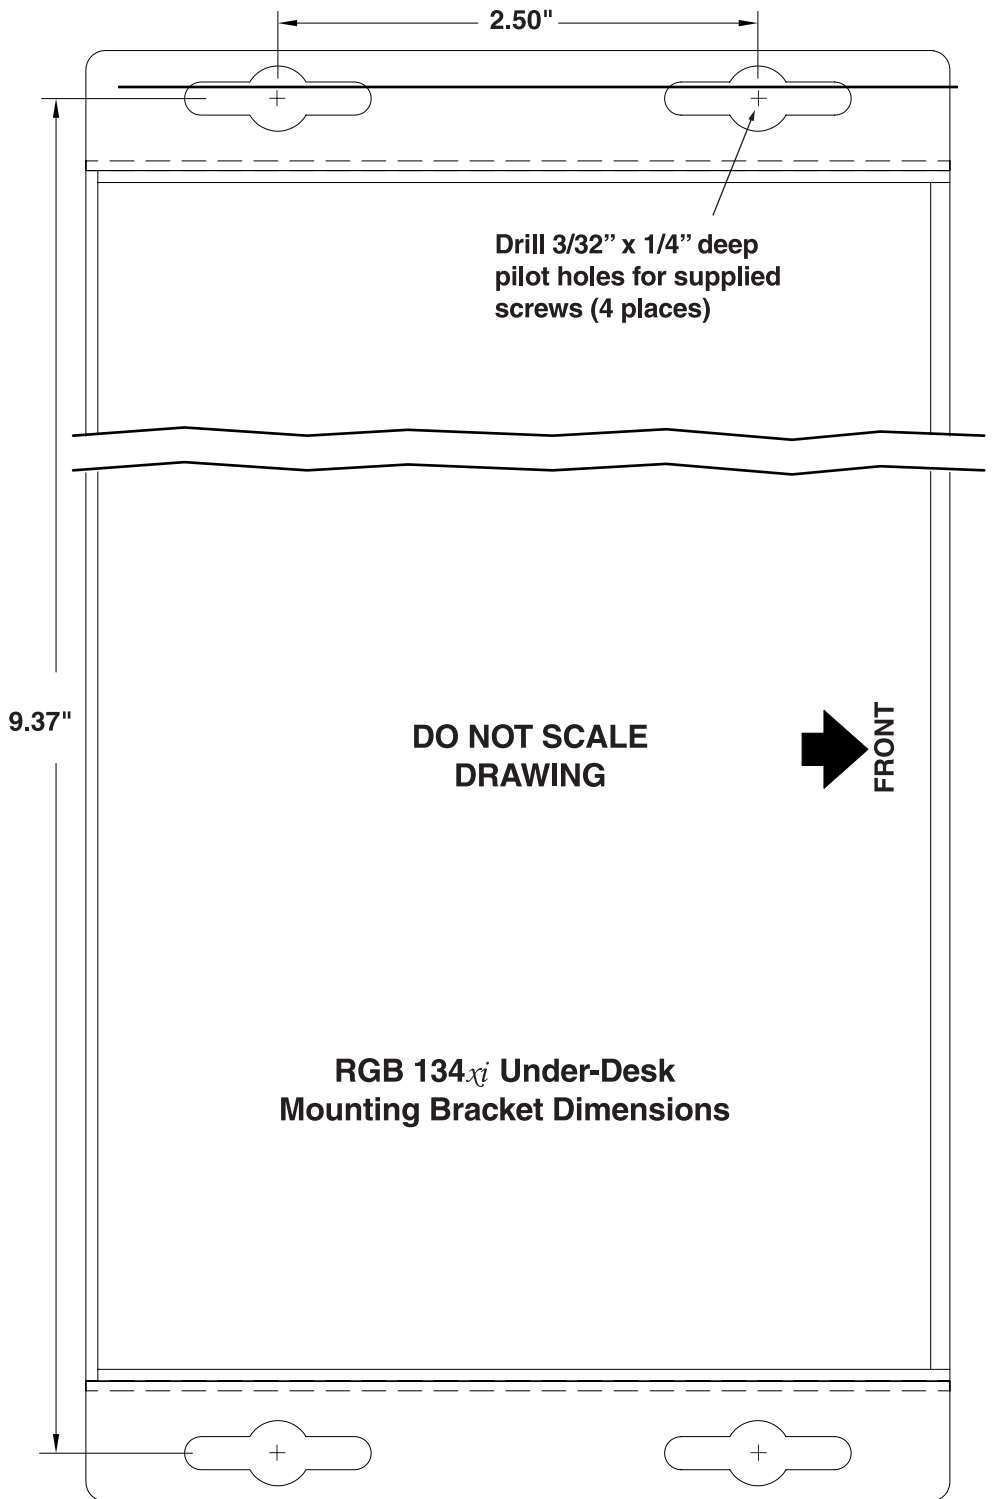 2.50"
Drill 3/32” x 1/4” deep
pilot holes for supplied
screws (4 places)
9.37"
DO NOT SCALE
DRAWING
FRONT
RGB 134xi Under-Desk
Mounting Bracket Dimensions